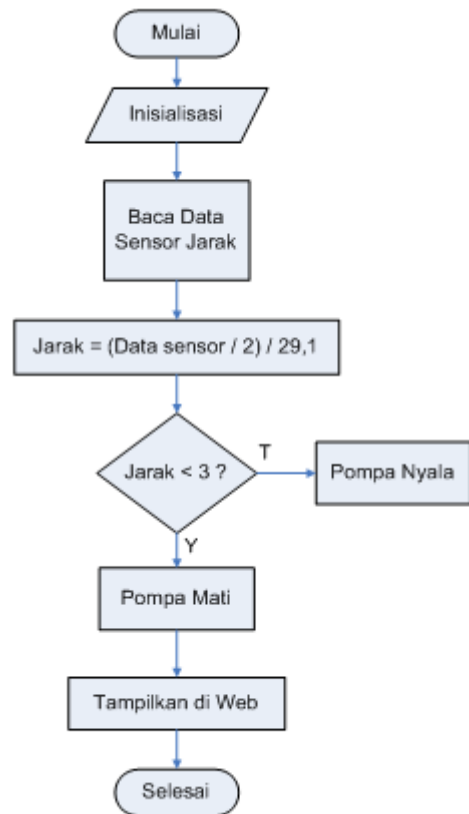 Mulai
Inisialisasi
Baca Data
Sensor Jarak
Jarak = (Data sensor / 2) / 29,1
Jarak < 3 ?
T
Pompa Nyala
Y
Pompa Mati
Tampilkan di Web
Selesai